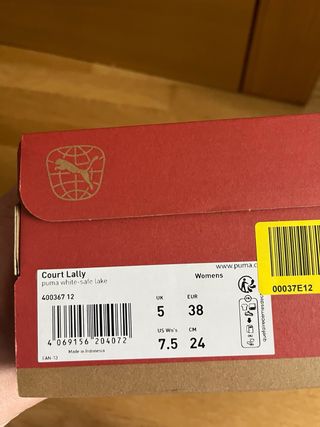 Court Lally
puma white-safe lake
www.puma.c
Womens
400367 12
UK EUR
5 38
US Wo's CM
7.5 24
4 069156 204072
EAN-13
Made in Indonesia
00037E12